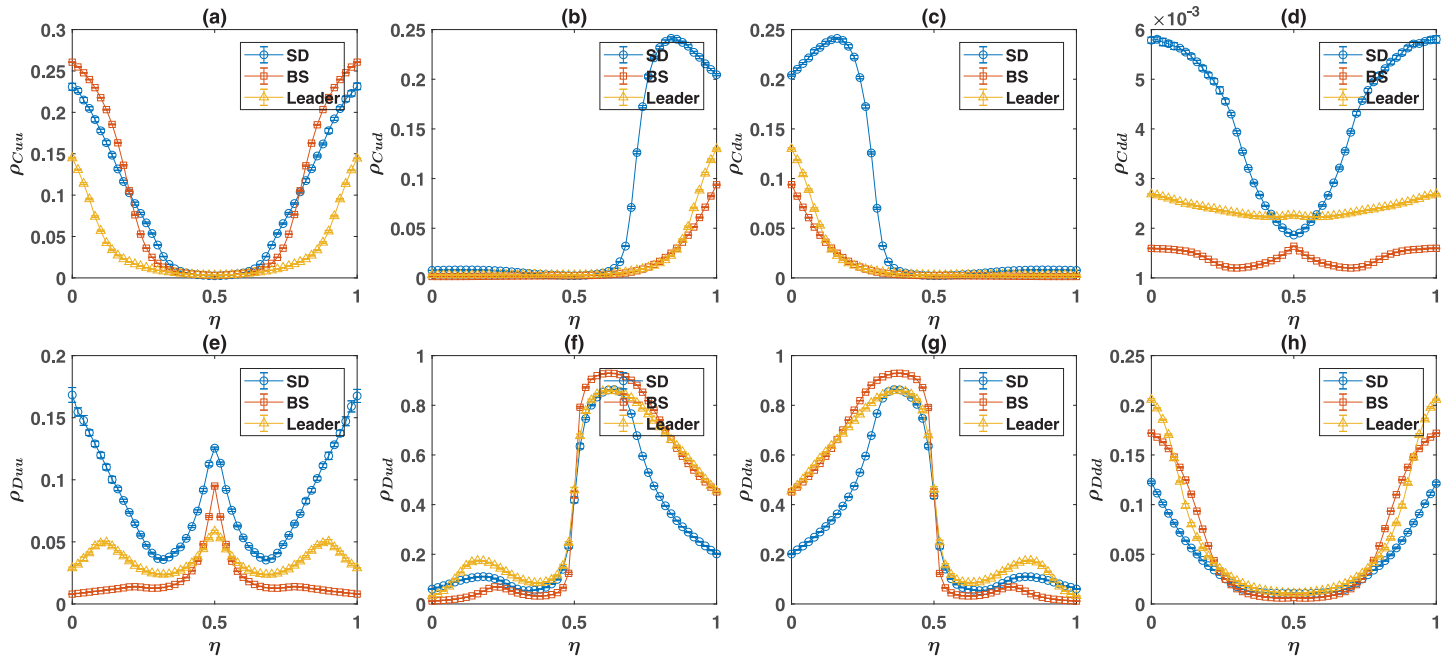 (a)
0.3
0.25
0.2
0.15
0.1
0.05
0
ρCuu
0
0.5
1
η
SD
BS
Leader
(b)
0.25
0.2
0.15
0.1
0.05
0
ρCud
0
0.5
1
η
SD
BS
Leader
(c)
0.25
0.2
0.15
0.1
0.05
0
ρCdu
0
0.5
1
η
SD
BS
Leader
(d)
×10⁻³
6
5
4
3
2
1
ρCdd
0
0.5
1
η
SD
BS
Leader
(e)
0.2
0.15
0.1
0.05
0
ρDuu
0
0.5
1
η
SD
BS
Leader
(f)
1
0.8
0.6
0.4
0.2
0
ρDud
0
0.5
1
η
SD
BS
Leader
(g)
1
0.8
0.6
0.4
0.2
0
ρDdu
0
0.5
1
η
SD
BS
Leader
(h)
0.25
0.2
0.15
0.1
0.05
0
ρDdd
0
0.5
1
η
SD
BS
Leader